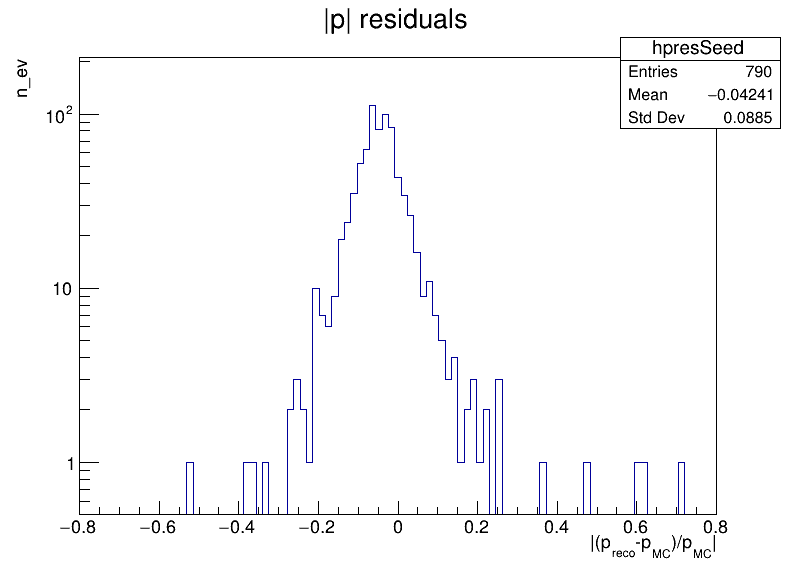 |p| residuals
hpresSeed
Entries 790
Mean −0.04241
Std Dev 0.0885
n_ev
10²
10
1
−0.8 −0.6 −0.4 −0.2 0 0.2 0.4 0.6 0.8
|(p_reco-p_MC)/p_MC|